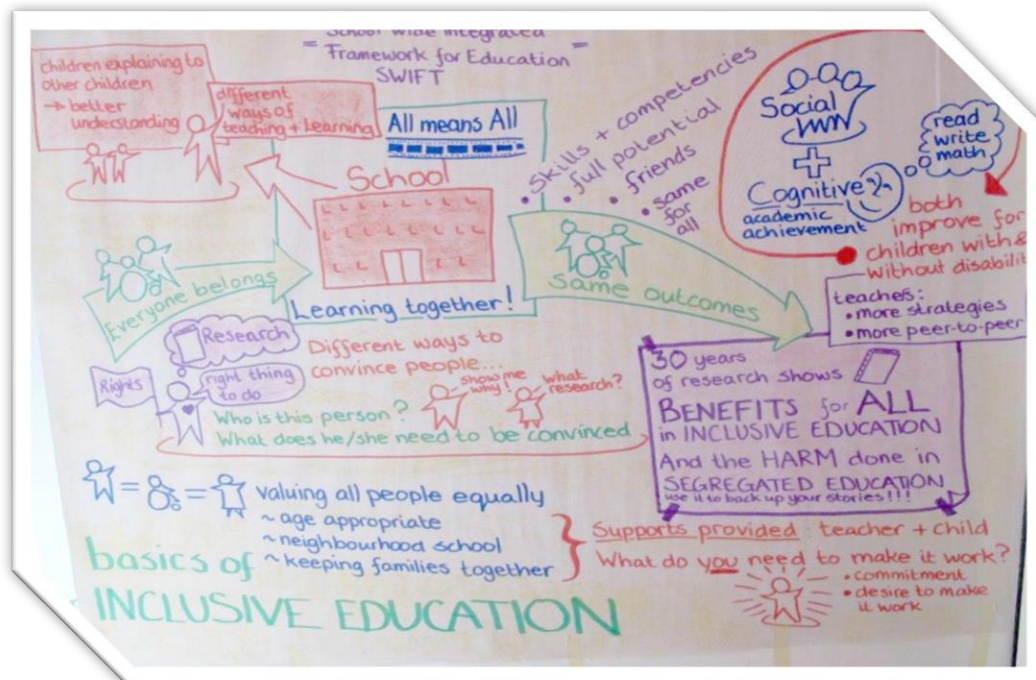 School Wide Integrated
= Framework for Education =
SWIFT
children explaining to
other children
→ better
understanding
different
ways of
teaching + learning
All means All
School
Learning together!
Everyone belongs
• Skills + competencies
• full potential
• friends
• same
for
all
Same outcomes
Social
+
Cognitive
academic
achievement
read
write
math
both
improve for
children with &
without disabilit
teachers:
• more strategies
• more peer-to-peer
Research
Rights
right thing
to do
Different ways to
convince people...
show me
why!
what
research?
Who is this person?
What does he/she need to be convinced
30 years
of research shows
BENEFITS for ALL
in INCLUSIVE EDUCATION
And the HARM done in
SEGREGATED EDUCATION
use it to back up your stories!!!
= = valuing all people equally
~ age appropriate
~ neighbourhood school
~ keeping families together
Supports provided: teacher + child
What do you need to make it work?
• commitment
• desire to make
it work
basics of
INCLUSIVE EDUCATION